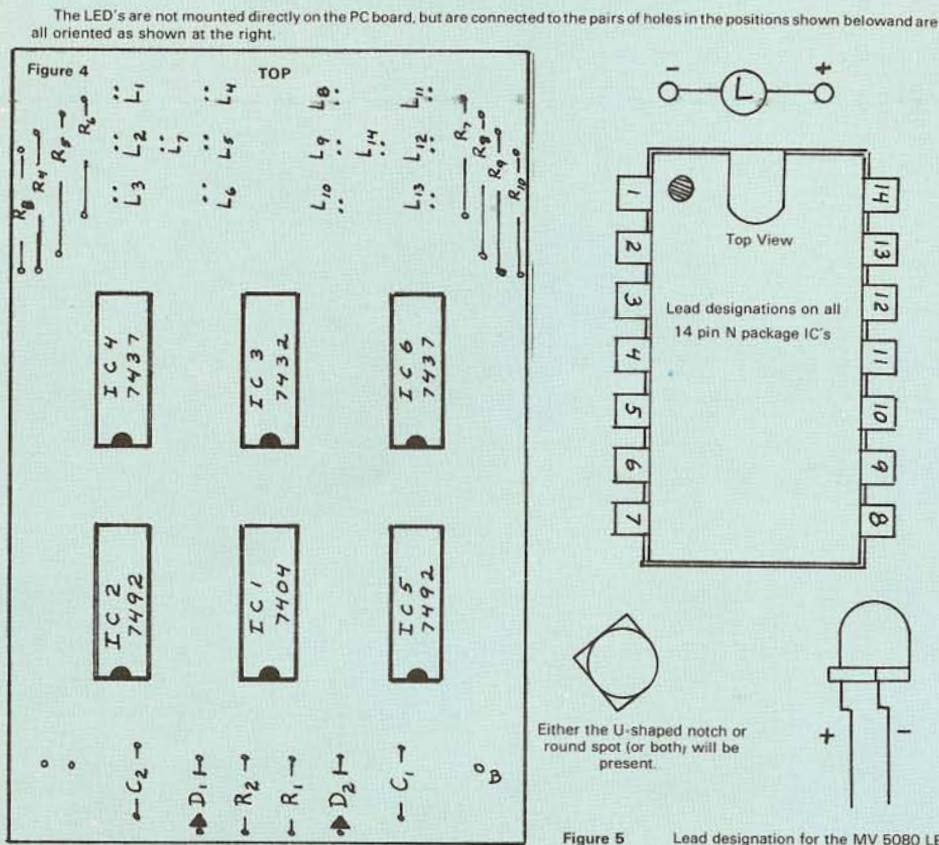 The LED's are not mounted directly on the PC board, but are connected to the pairs of holes in the positions shown belowand are
all oriented as shown at the right.
Figure 4
TOP
L1
L4
L8
L11
R6
R5
R4
R3
L2
L7
L5
L9
L14
L12
R7
R8
R9
R10
L3
L6
L10
L13
IC 4
7437
IC 3
7432
IC 6
7437
IC 2
7492
IC 1
7404
IC 5
7492
C2
D1
R2
R1
D2
C1
B
- L +
1
2
3
4
5
6
7
14
13
12
11
10
9
8
Top View
Lead designations on all
14 pin N package IC's
Either the U-shaped notch or
round spot (or both) will be
present.
+ -
Figure 5 Lead designation for the MV 5080 LE